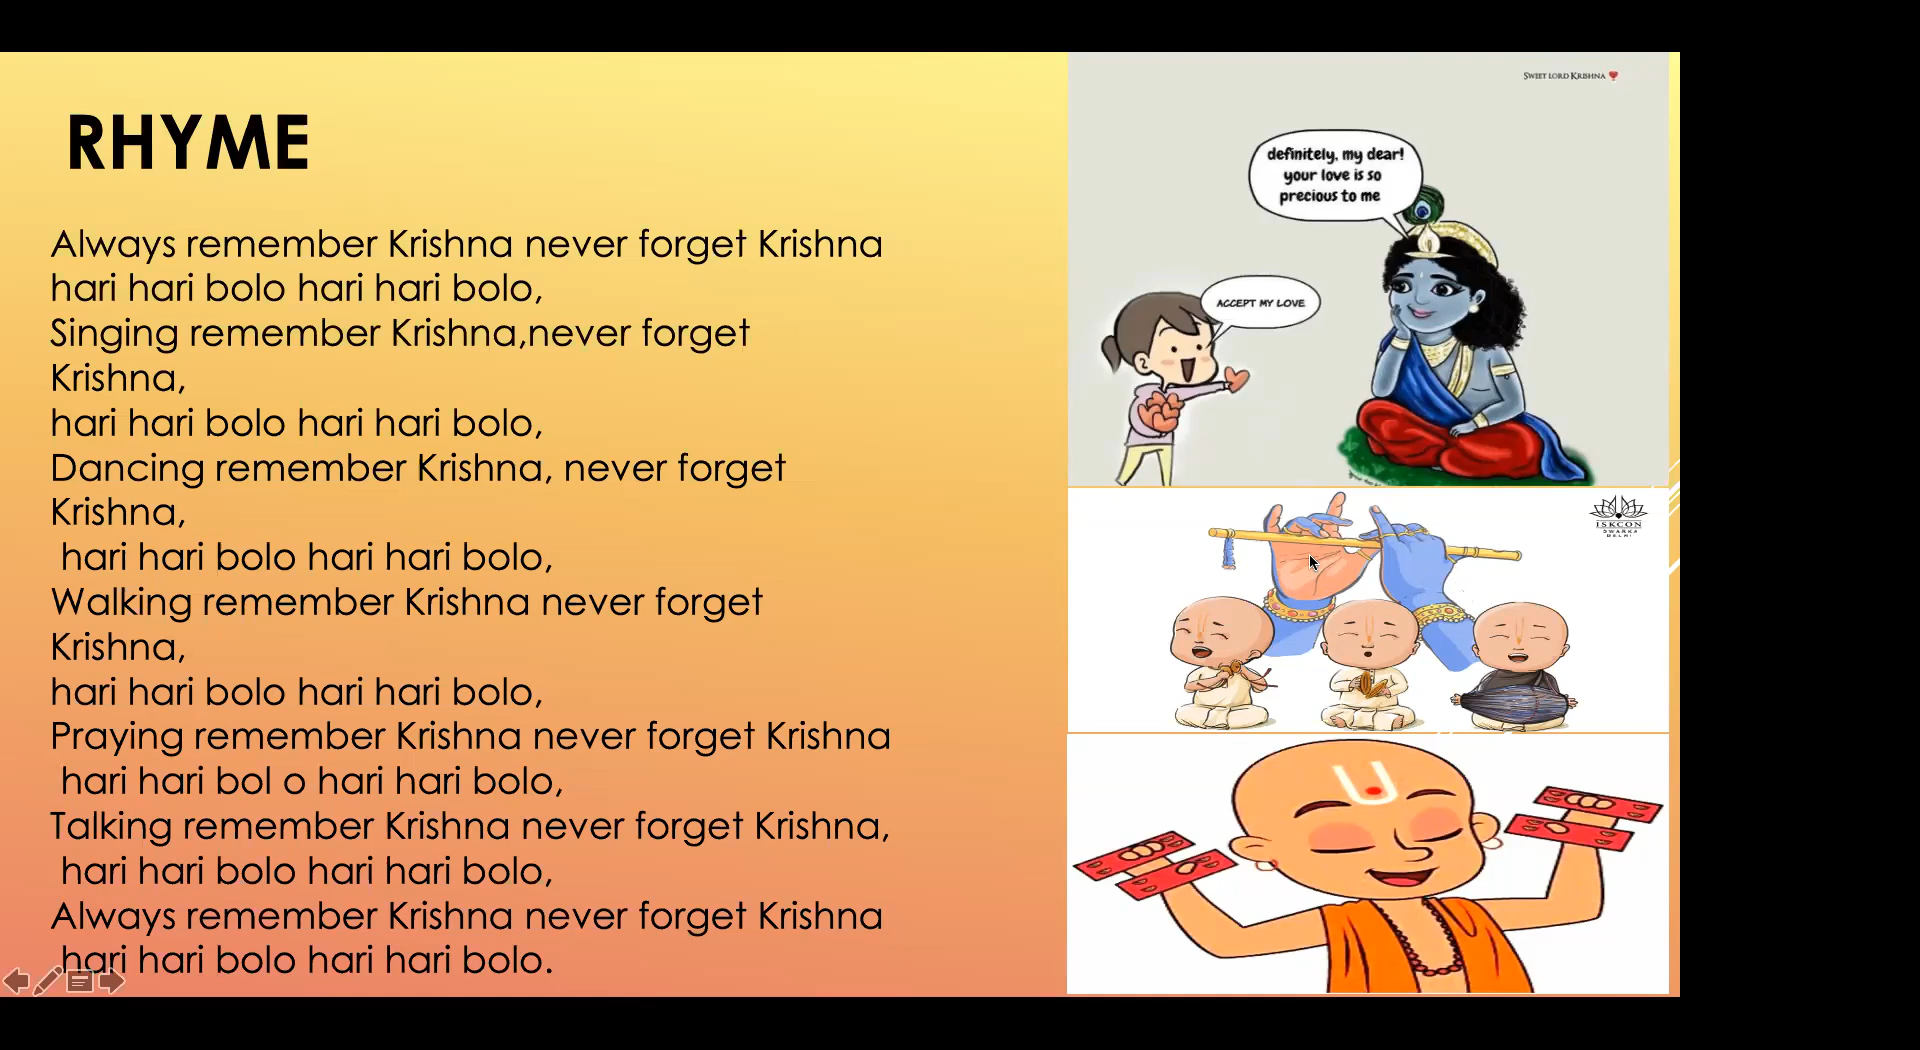 RHYME
Always remember Krishna never forget Krishna
hari hari bolo hari hari bolo,
Singing remember Krishna,never forget
Krishna,
hari hari bolo hari hari bolo,
Dancing remember Krishna, never forget
Krishna,
hari hari bolo hari hari bolo,
Walking remember Krishna never forget
Krishna,
hari hari bolo hari hari bolo,
Praying remember Krishna never forget Krishna
hari hari bol o hari hari bolo,
Talking remember Krishna never forget Krishna,
hari hari bolo hari hari bolo,
Always remember Krishna never forget Krishna
hari hari bolo hari hari bolo.
SWEET LORD KRISHNA
definitely, my dear!
your love is so
precious to me
ACCEPT MY LOVE
ISKCON
DWARKA
DELHI